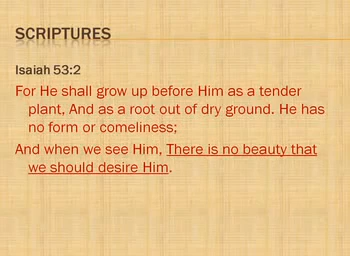 SCRIPTURES
Isaiah 53:2
For He shall grow up before Him as a tender
plant, And as a root out of dry ground. He has
no form or comeliness;
And when we see Him, There is no beauty that
we should desire Him.